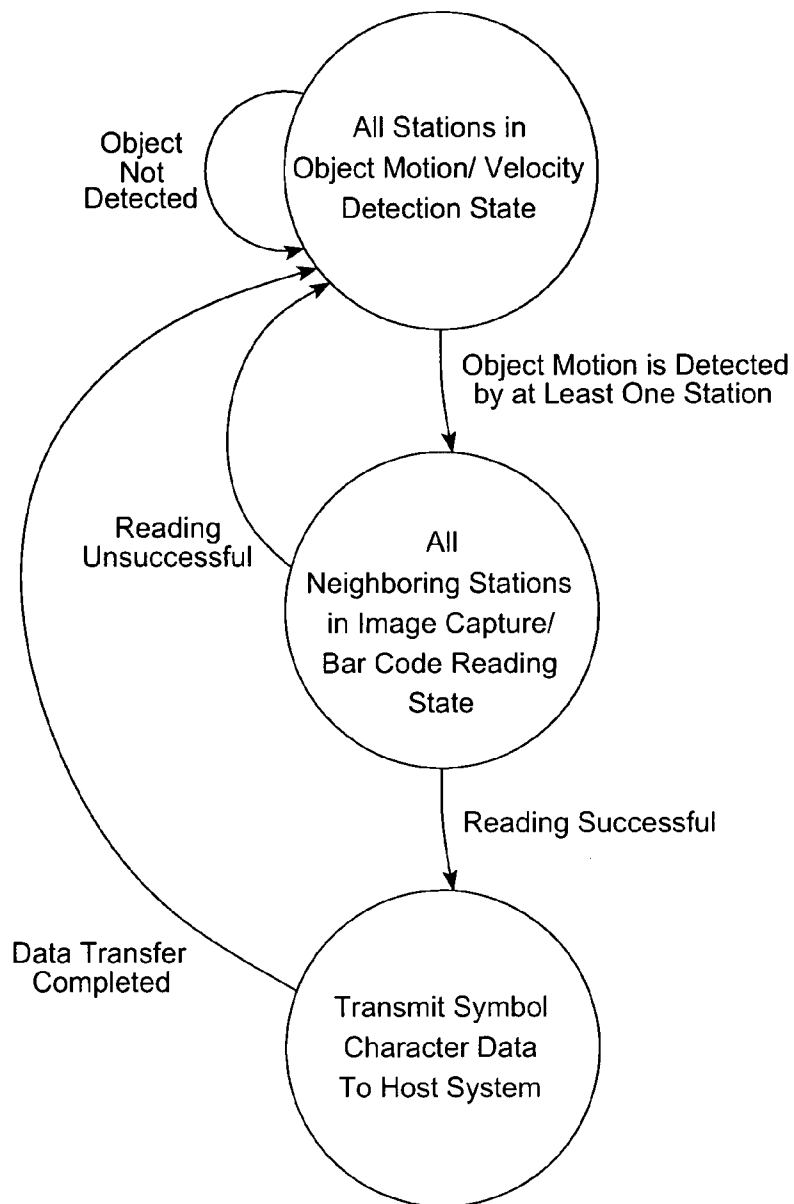 Object
Not
Detected
All Stations in
Object Motion/ Velocity
Detection State
Object Motion is Detected
by at Least One Station
Reading
Unsuccessful
All
Neighboring Stations
in Image Capture/
Bar Code Reading
State
Reading Successful
Data Transfer
Completed
Transmit Symbol
Character Data
To Host System